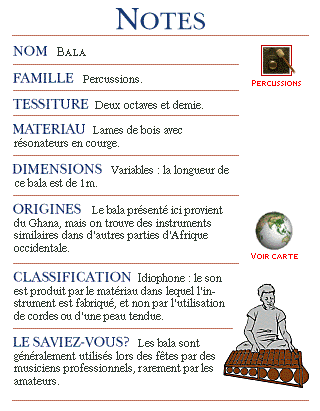 NOTES
NOM BALA
FAMILLE Percussions.
PERCUSSIONS
TESSITURE Deux octaves et demie.
MATERIAU Lames de bois avec
résonateurs en courge.
DIMENSIONS Variables : la longueur de
ce bala est de 1m.
ORIGINES Le bala présenté ici provient
du Ghana, mais on trouve des instruments
similaires dans d'autres parties d'Afrique
occidentale.
VOIR CARTE
CLASSIFICATION Idiophone : le son
est produit par le matériau dans lequel l'in-
strument est fabriqué, et non par l'utilisation
de cordes ou d'une peau tendue.
LE SAVIEZ-VOUS? Les bala sont
généralement utilisés lors des fêtes par des
musiciens professionnels, rarement par les
amateurs.